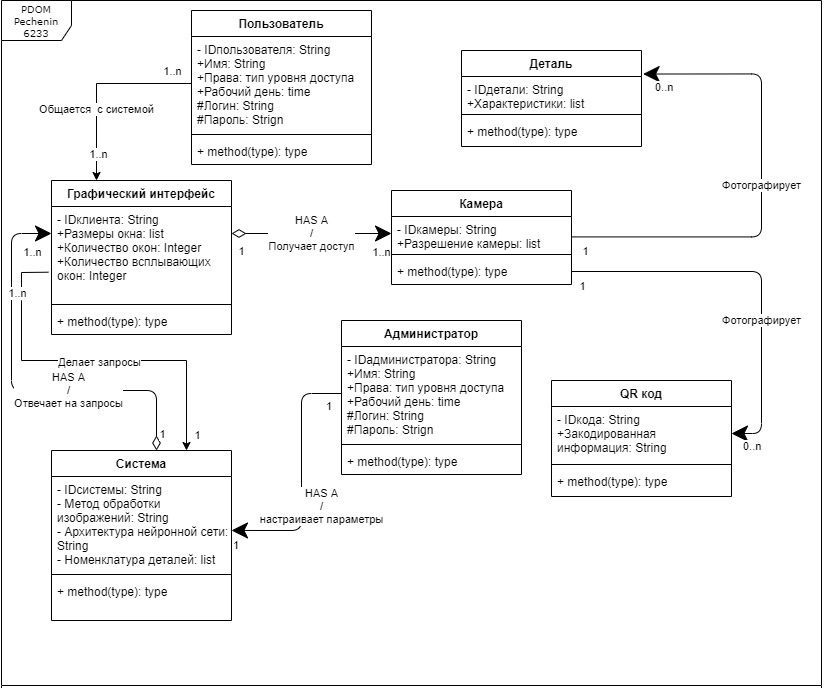 PDOM
Pechenin
6233
Пользователь
- IDпользователя: String
+Имя: String
+Права: тип уровня доступа
+Рабочий день: time
#Логин: String
#Пароль: Strign
+ method(type): type
1..n
Общается с системой
1..n
Деталь
- IDдетали: String
+Характеристики: list
+ method(type): type
0..n
Фотографирует
1
Графический интерфейс
- IDклиента: String
+Размеры окна: list
+Количество окон: Integer
+Количество всплывающих
окон: Integer
+ method(type): type
1..n
1..n
1
HAS A
/
Получает доступ
1..n
Камера
- IDкамеры: String
+Разрешение камеры: list
+ method(type): type
1
Фотографирует
0..n
Администратор
- IDадминистратора: String
+Имя: String
+Права: тип уровня доступа
+Рабочий день: time
#Логин: String
#Пароль: Strign
+ method(type): type
1
HAS A
/
настраивает параметры
1
QR код
- IDкода: String
+Закодированная
информация: String
+ method(type): type
Делает запросы
HAS A
/
Отвечает на запросы
1
1
Система
- IDсистемы: String
- Метод обработки
изображений: String
- Архитектура нейронной сети:
String
- Номенклатура деталей: list
+ method(type): type